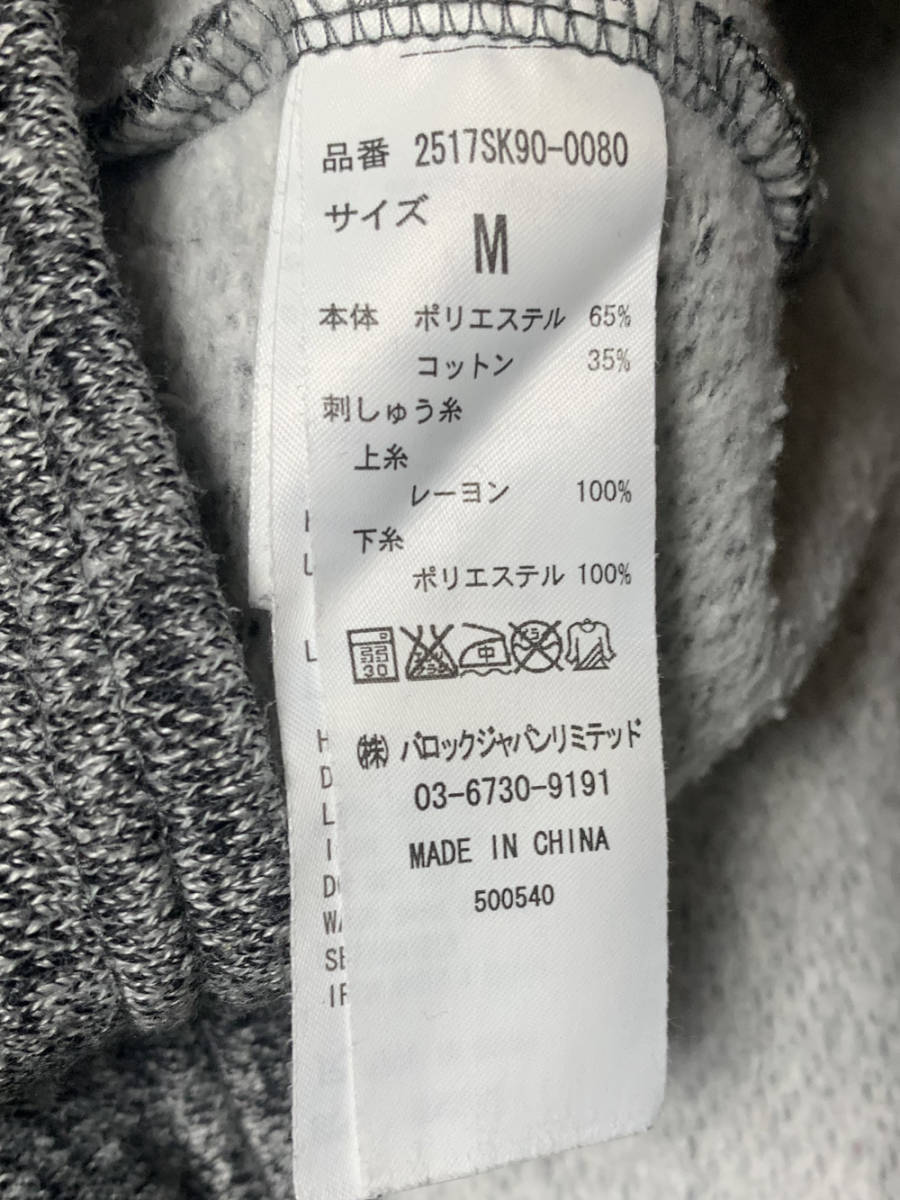 品番 2517SK90-0080
サイズ
M
本体 ポリエステル 65%
コットン 35%
刺しゅう糸
上糸
レーヨン 100%
下糸
ポリエステル 100%
30 中
㈱バロックジャパンリミテッド
03-6730-9191
MADE IN CHINA
500540